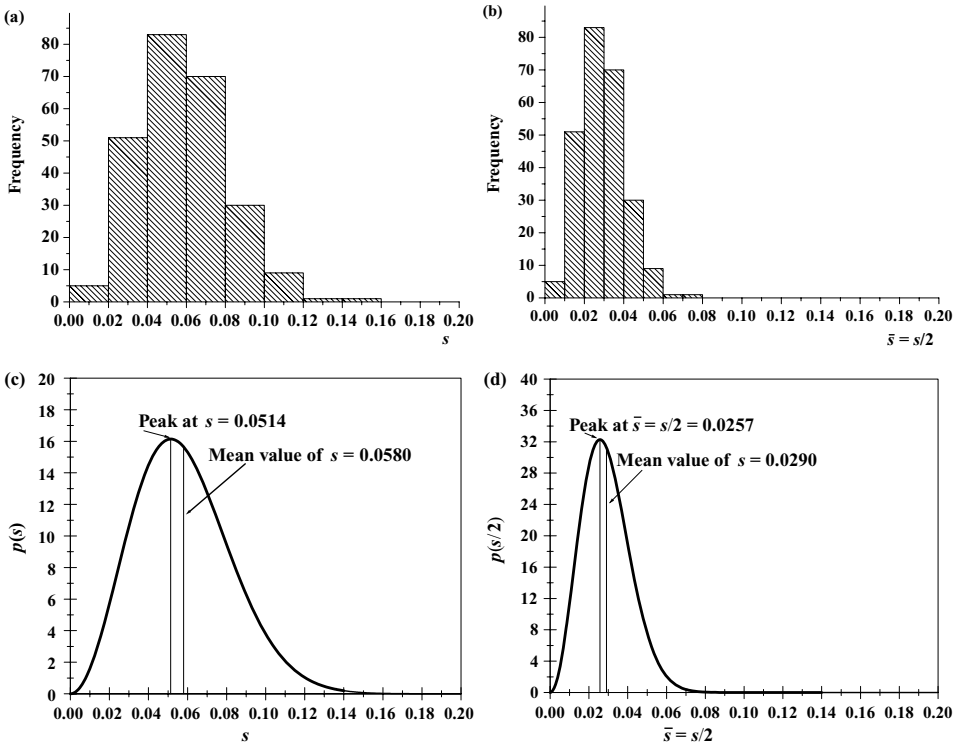 (a)
Frequency
80
70
60
50
40
30
20
10
0
0.00 0.02 0.04 0.06 0.08 0.10 0.12 0.14 0.16 0.18 0.20
s
(b)
Frequency
80
70
60
50
40
30
20
10
0
0.00 0.02 0.04 0.06 0.08 0.10 0.12 0.14 0.16 0.18 0.20
s̄ = s/2
(c)
p(s)
20
18
16
14
12
10
8
6
4
2
0
Peak at s = 0.0514
Mean value of s = 0.0580
0.00 0.02 0.04 0.06 0.08 0.10 0.12 0.14 0.16 0.18 0.20
s
(d)
p(s/2)
40
36
32
28
24
20
16
12
8
4
0
Peak at s̄ = s/2 = 0.0257
Mean value of s = 0.0290
0.00 0.02 0.04 0.06 0.08 0.10 0.12 0.14 0.16 0.18 0.20
s̄ = s/2